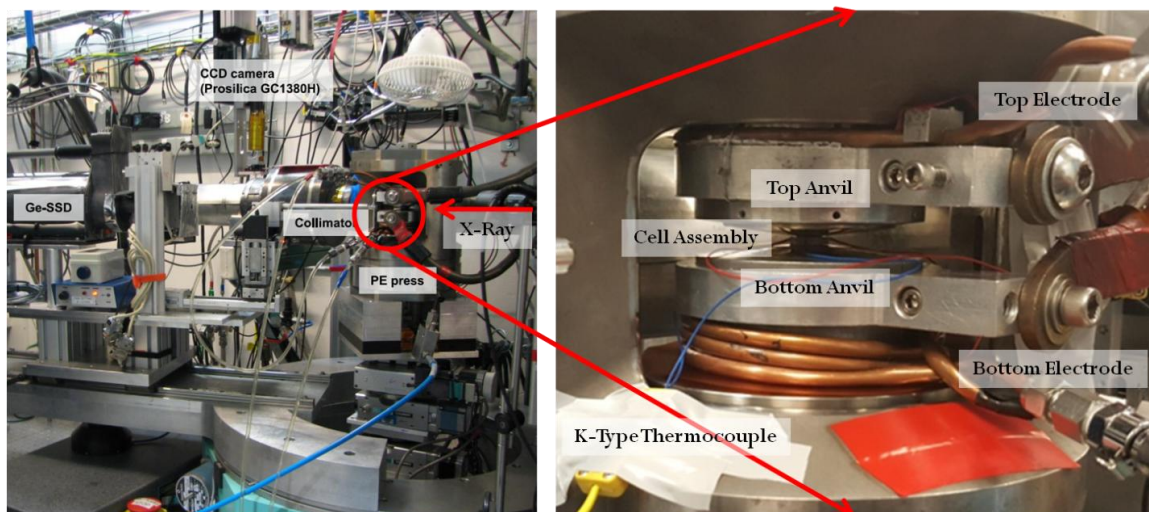 CCD camera
(Prosilica GC1380H)
Ge-SSD
Collimato
X-Ray
PE press
Top Electrode
Top Anvil
Cell Assembly
Bottom Anvil
Bottom Electrode
K-Type Thermocouple